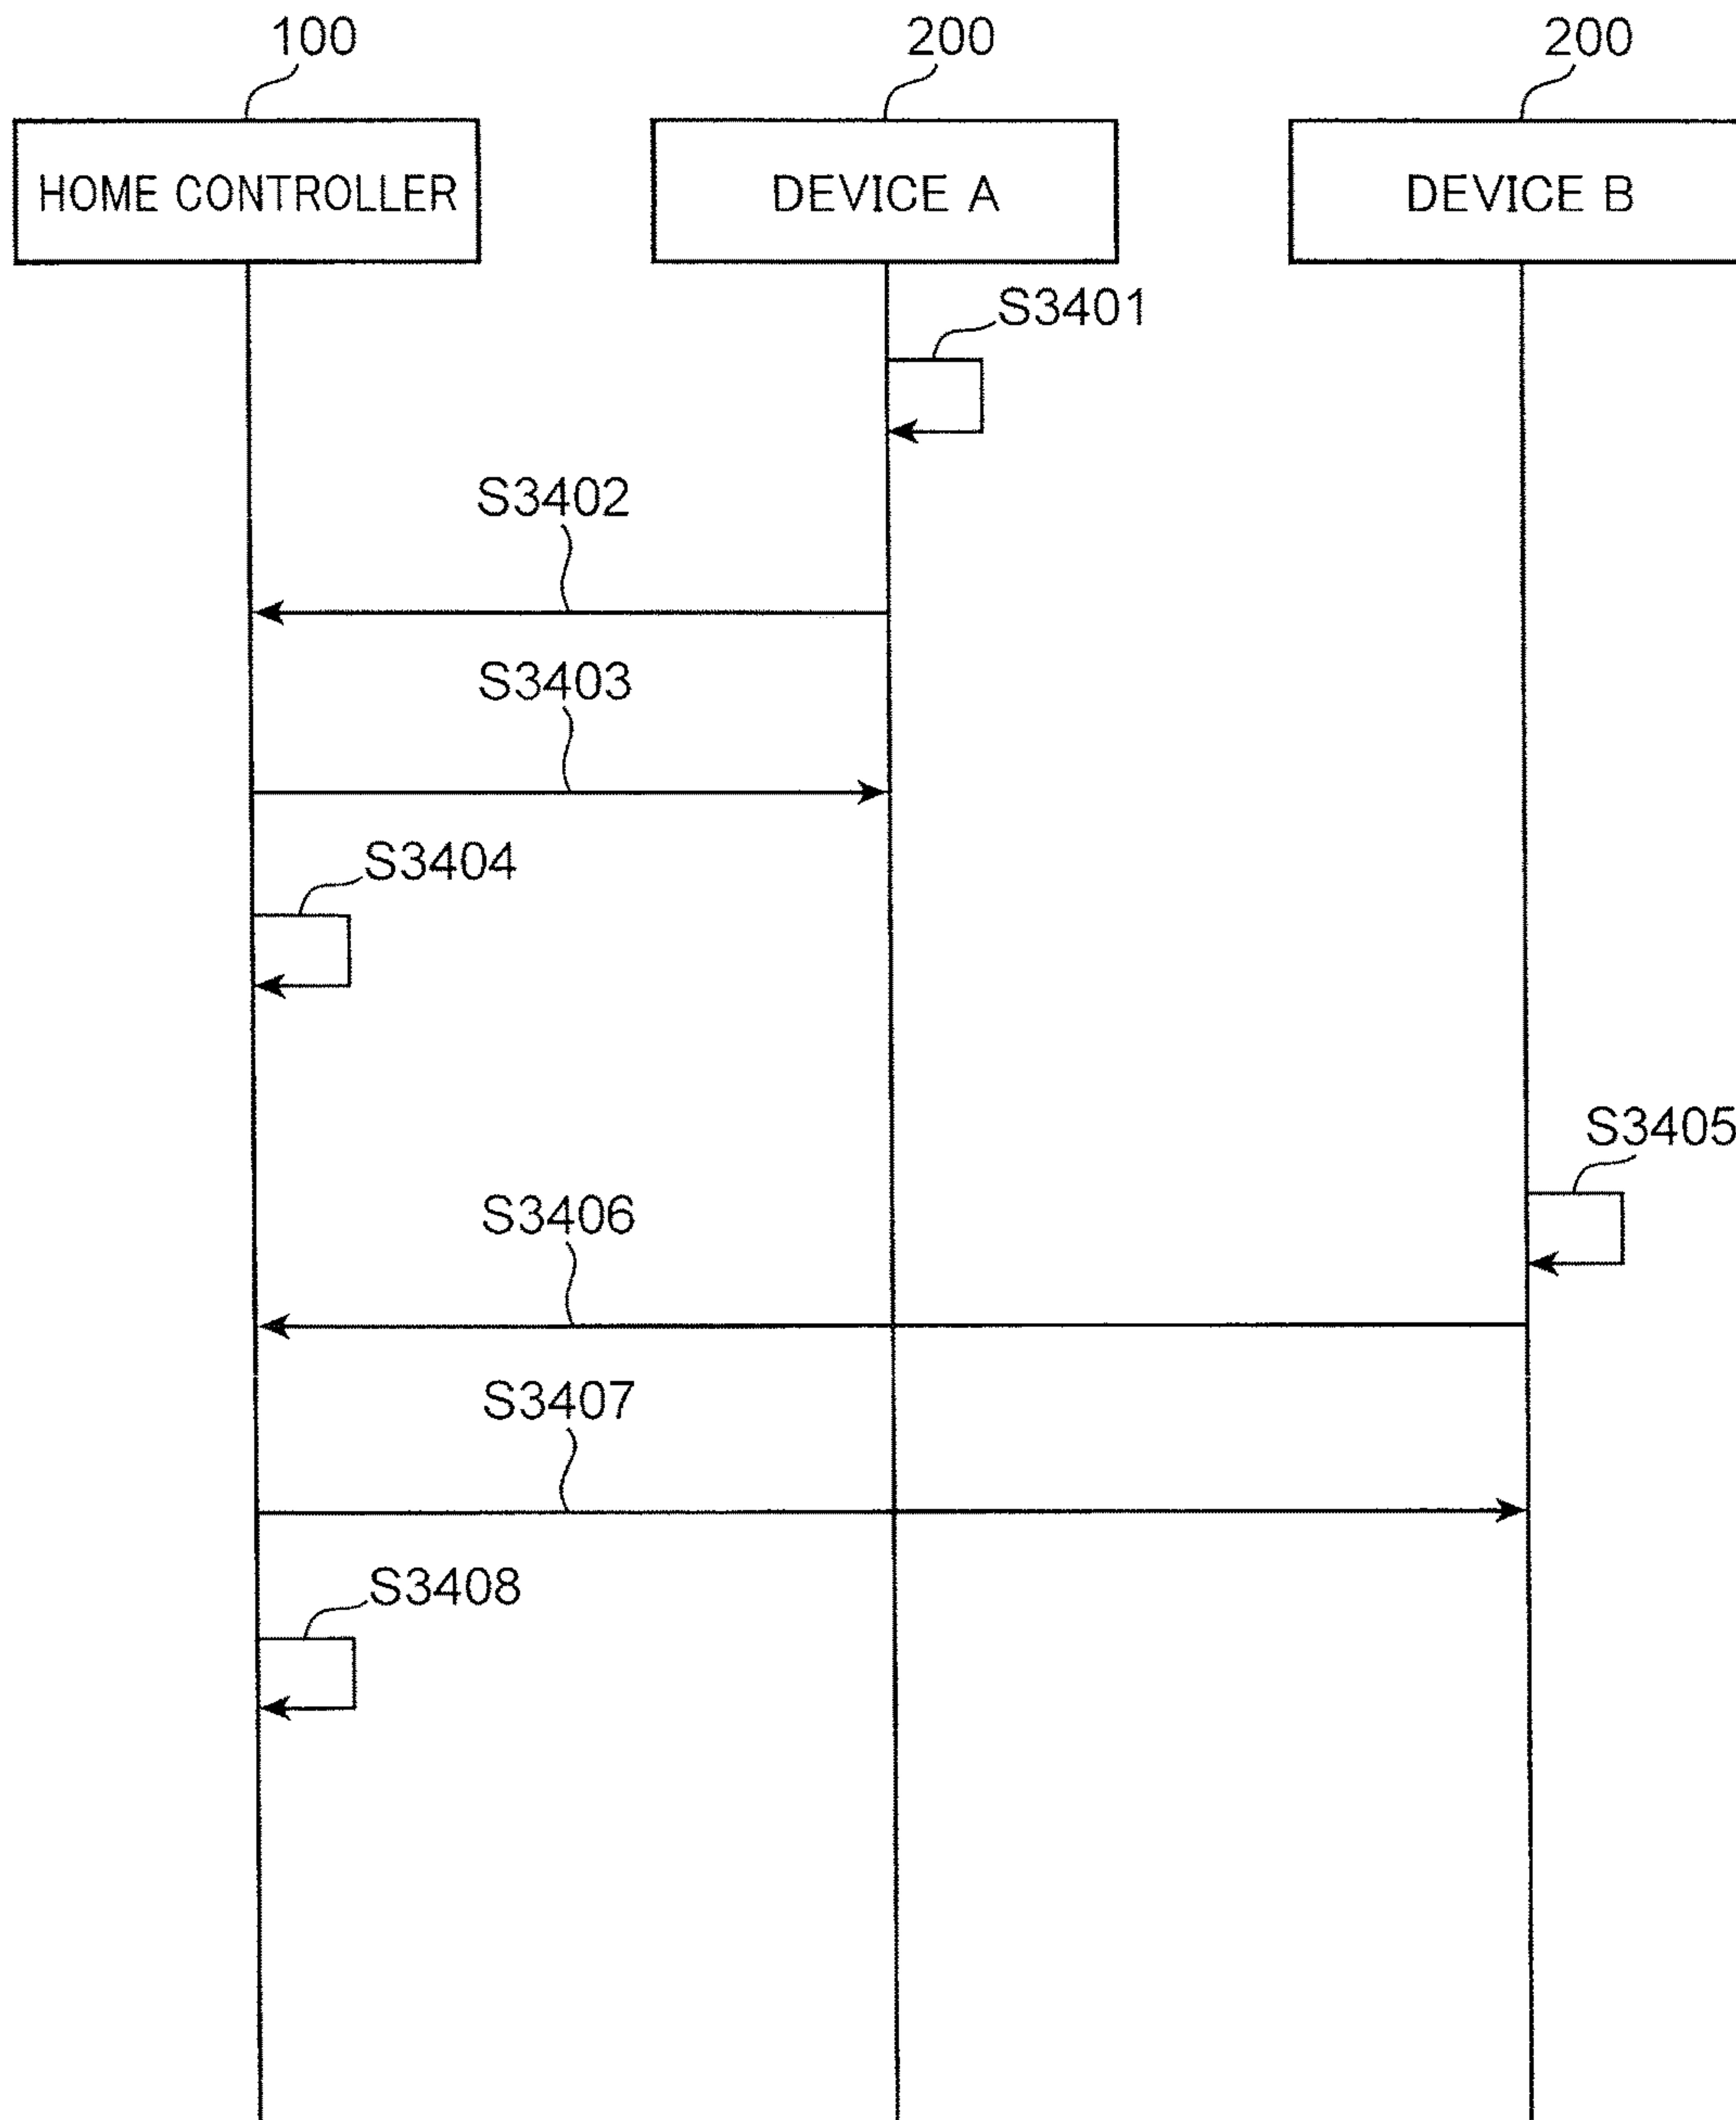 100 200 200
HOME CONTROLLER DEVICE A DEVICE B
S3401
S3402
S3403
S3404
S3405
S3406
S3407
S3408